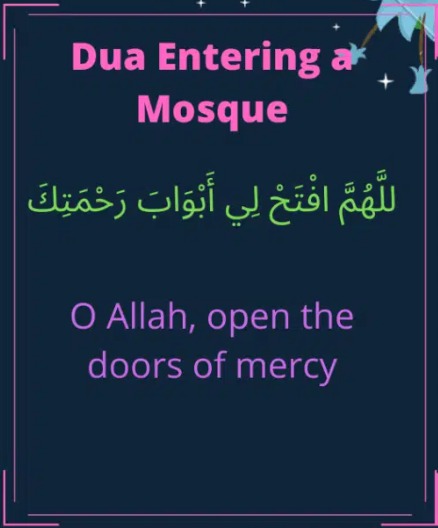 Dua Entering a
Mosque
للَّهُمَّ افْتَحْ لِي أَبْوَابَ رَحْمَتِكَ
O Allah, open the
doors of mercy